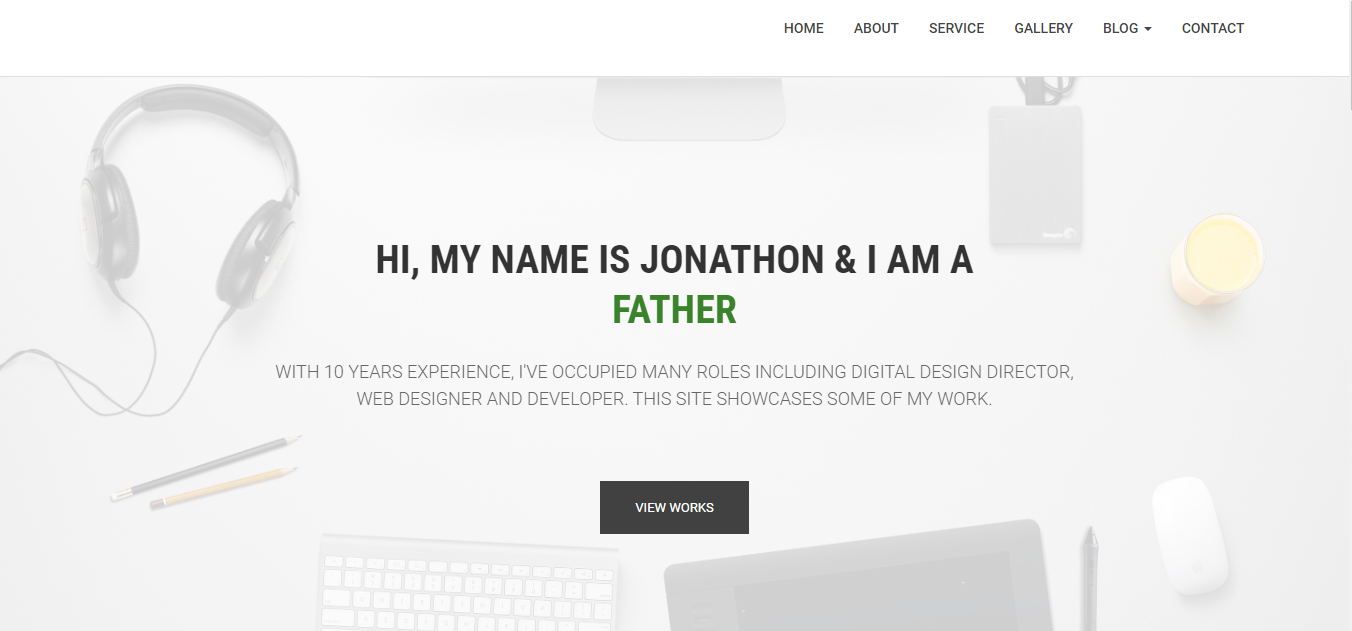 HOME ABOUT SERVICE GALLERY BLOG CONTACT
HI, MY NAME IS JONATHON & I AM A
FATHER
WITH 10 YEARS EXPERIENCE, I'VE OCCUPIED MANY ROLES INCLUDING DIGITAL DESIGN DIRECTOR,
WEB DESIGNER AND DEVELOPER. THIS SITE SHOWCASES SOME OF MY WORK.
VIEW WORKS